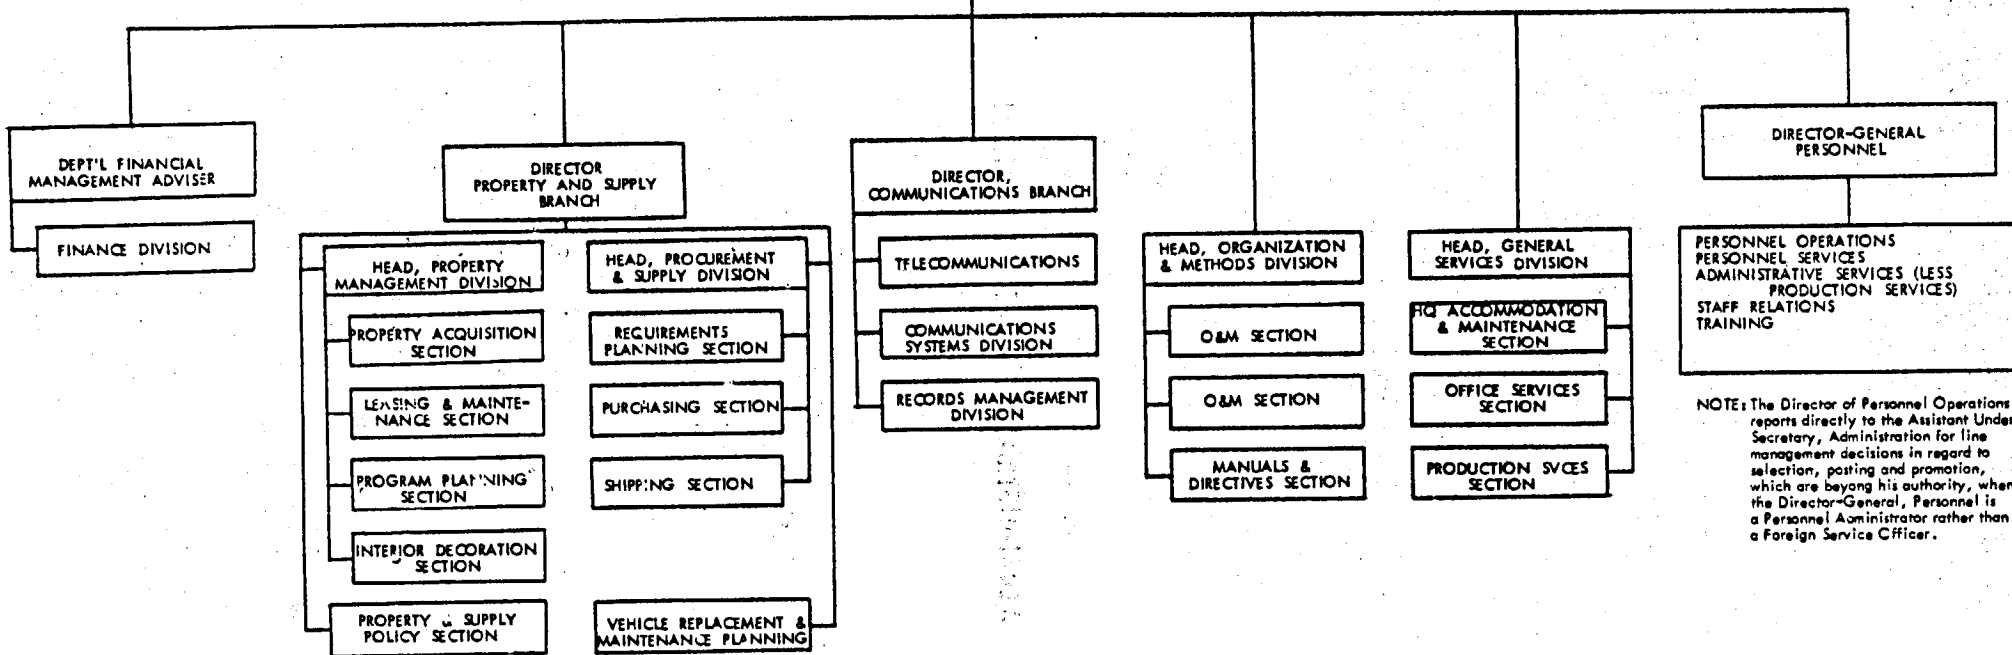 DEPT'L FINANCIAL
MANAGEMENT ADVISER
FINANCE DIVISION
DIRECTOR
PROPERTY AND SUPPLY
BRANCH
HEAD, PROPERTY
MANAGEMENT DIVISION
PROPERTY ACQUISITION
SECTION
LEASING & MAINTE-
NANCE SECTION
PROGRAM PLANNING
SECTION
INTERIOR DECORATION
SECTION
PROPERTY & SUPPLY
POLICY SECTION
HEAD, PROCUREMENT
& SUPPLY DIVISION
REQUIREMENTS
PLANNING SECTION
PURCHASING SECTION
SHIPPING SECTION
VEHICLE REPLACEMENT &
MAINTENANCE PLANNING
DIRECTOR,
COMMUNICATIONS BRANCH
TELECOMMUNICATIONS
COMMUNICATIONS
SYSTEMS DIVISION
RECORDS MANAGEMENT
DIVISION
HEAD, ORGANIZATION
& METHODS DIVISION
O&M SECTION
O&M SECTION
MANUALS &
DIRECTIVES SECTION
HEAD, GENERAL
SERVICES DIVISION
HQ ACCOMMODATION
& MAINTENANCE
SECTION
OFFICE SERVICES
SECTION
PRODUCTION SVCES
SECTION
DIRECTOR-GENERAL
PERSONNEL
PERSONNEL OPERATIONS
PERSONNEL SERVICES
ADMINISTRATIVE SERVICES (LESS
PRODUCTION SERVICES)
STAFF RELATIONS
TRAINING
NOTE: The Director of Personnel Operations
reports directly to the Assistant Under
Secretary, Administration for line
management decisions in regard to
selection, posting and promotion,
which are beyang his authority, when
the Director-General, Personnel is
a Personnel Aaministrator rather than
a Foreign Service Cfficer.